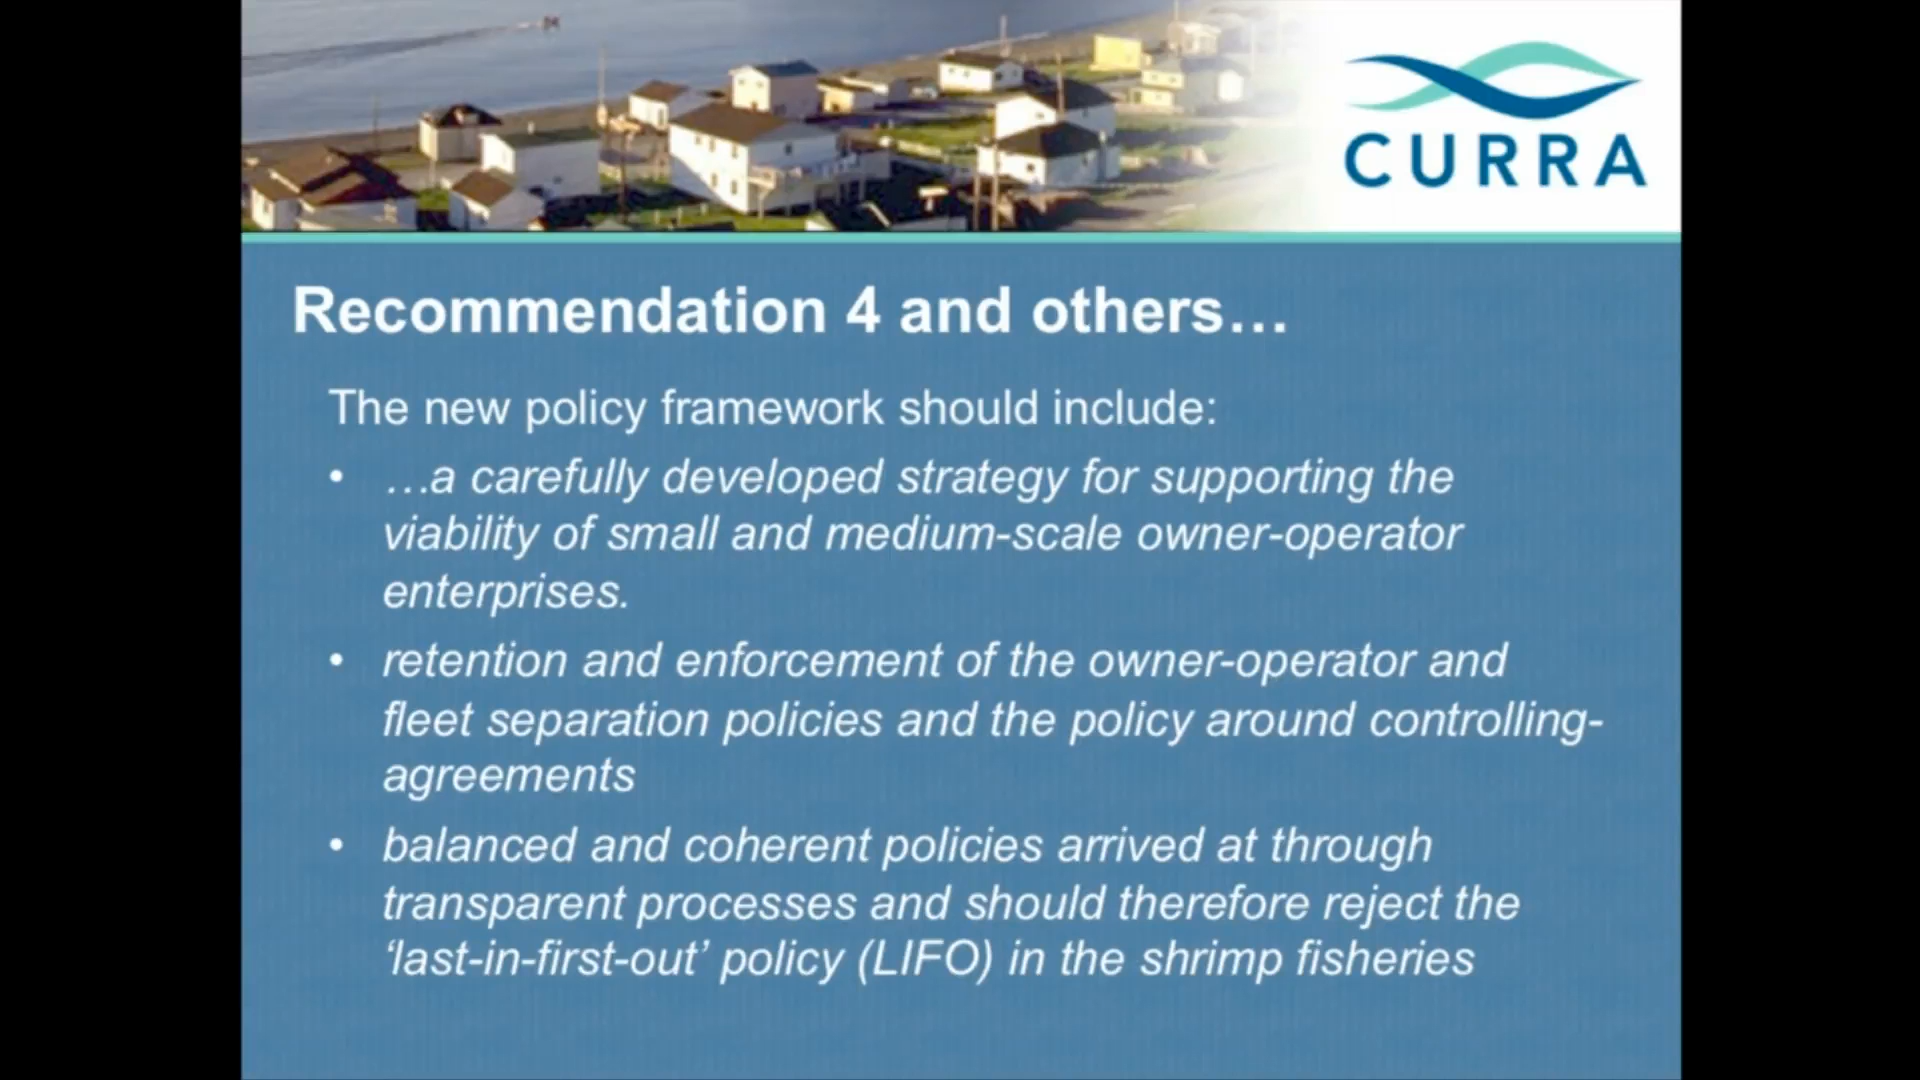 CURRA
Recommendation 4 and others…
The new policy framework should include:
• …a carefully developed strategy for supporting the
viability of small and medium-scale owner-operator
enterprises.
• retention and enforcement of the owner-operator and
fleet separation policies and the policy around controlling-
agreements
• balanced and coherent policies arrived at through
transparent processes and should therefore reject the
‘last-in-first-out’ policy (LIFO) in the shrimp fisheries